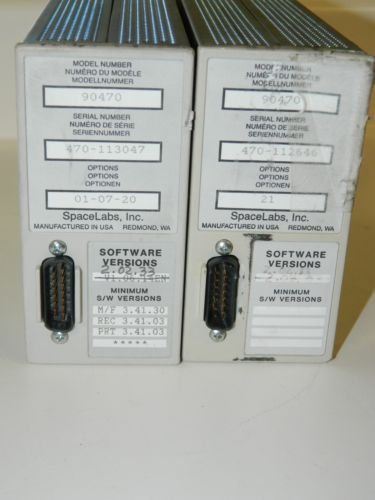 MODEL NUMBER
NUMÉRO DU MODÈLE
MODELLNUMMER
90470
SERIAL NUMBER
NUMÉRO DE SÉRIE
SERIENNUMMER
470-113047
OPTIONS
OPTIONS
OPTIONEN
01-07-20
SpaceLabs, Inc.
MANUFACTURED IN USA REDMOND, WA
SOFTWARE
VERSIONS
2.02.33
MINIMUM
S/W VERSIONS
M/F 3.41.30
REC 3.41.03
PRT 3.41.03
*****
MODEL NUMBER
NUMÉRO DU MODÈLE
MODELLNUMMER
90470
SERIAL NUMBER
NUMÉRO DE SÉRIE
SERIENNUMMER
470-112646
OPTIONS
OPTIONS
OPTIONEN
21
SpaceLabs, Inc.
MANUFACTURED IN USA REDMOND, WA
SOFTWARE
VERSIONS
MINIMUM
S/W VERSIONS